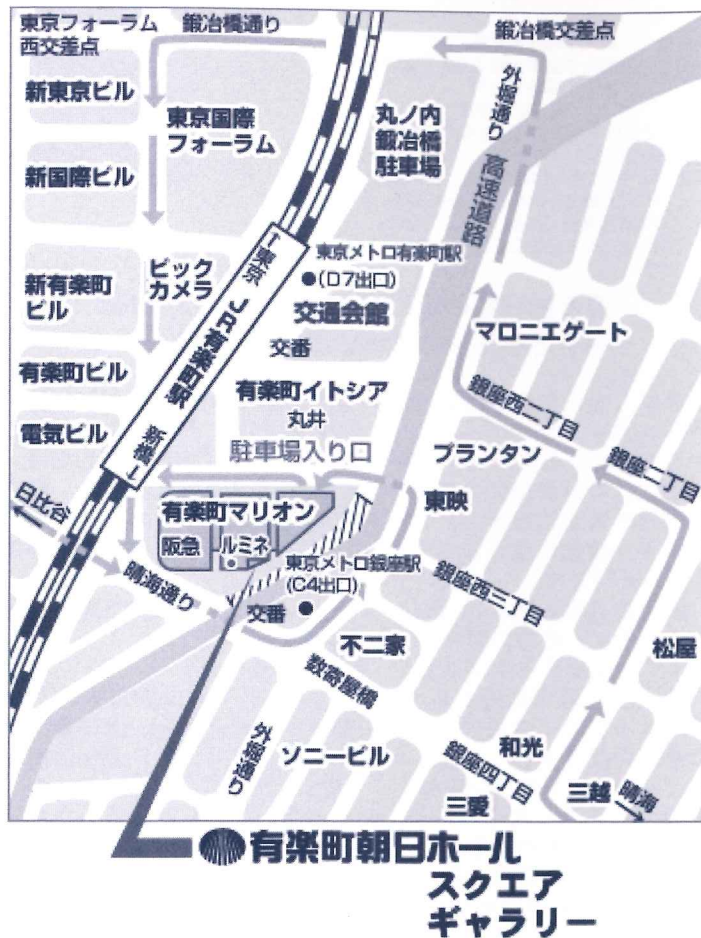 東京フォーラム
西交差点
鍛冶橋通り
鍛冶橋交差点
新東京ビル
東京国際
フォーラム
丸ノ内
鍛冶橋
駐車場
外堀通り
高速道路
新国際ビル
東京メトロ有楽町駅
(D7出口)
↑東京 JR有楽町駅 新橋↓
ビック
カメラ
新有楽町
ビル
交通会館
マロニエゲート
交番
有楽町ビル
有楽町イトシア
丸井
銀座西二丁目
電気ビル
駐車場入り口
プランタン
銀座二丁目
日比谷
有楽町マリオン
東映
阪急
ルミネ
東京メトロ銀座駅
(C4出口)
銀座西三丁目
晴海通り
交番
不二家
松屋
数寄屋橋
外堀通り
ソニービル
銀座四丁目
和光
三愛
三越
晴海
有楽町朝日ホール
スクエア
ギャラリー